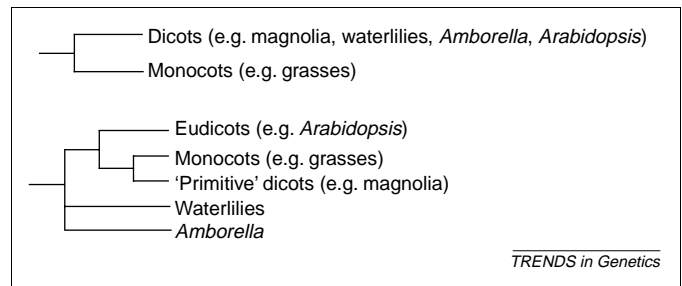 Dicots (e.g. magnolia, waterlilies, Amborella, Arabidopsis)
Monocots (e.g. grasses)
Eudicots (e.g. Arabidopsis)
Monocots (e.g. grasses)
‘Primitive’ dicots (e.g. magnolia)
Waterlilies
Amborella
TRENDS in Genetics